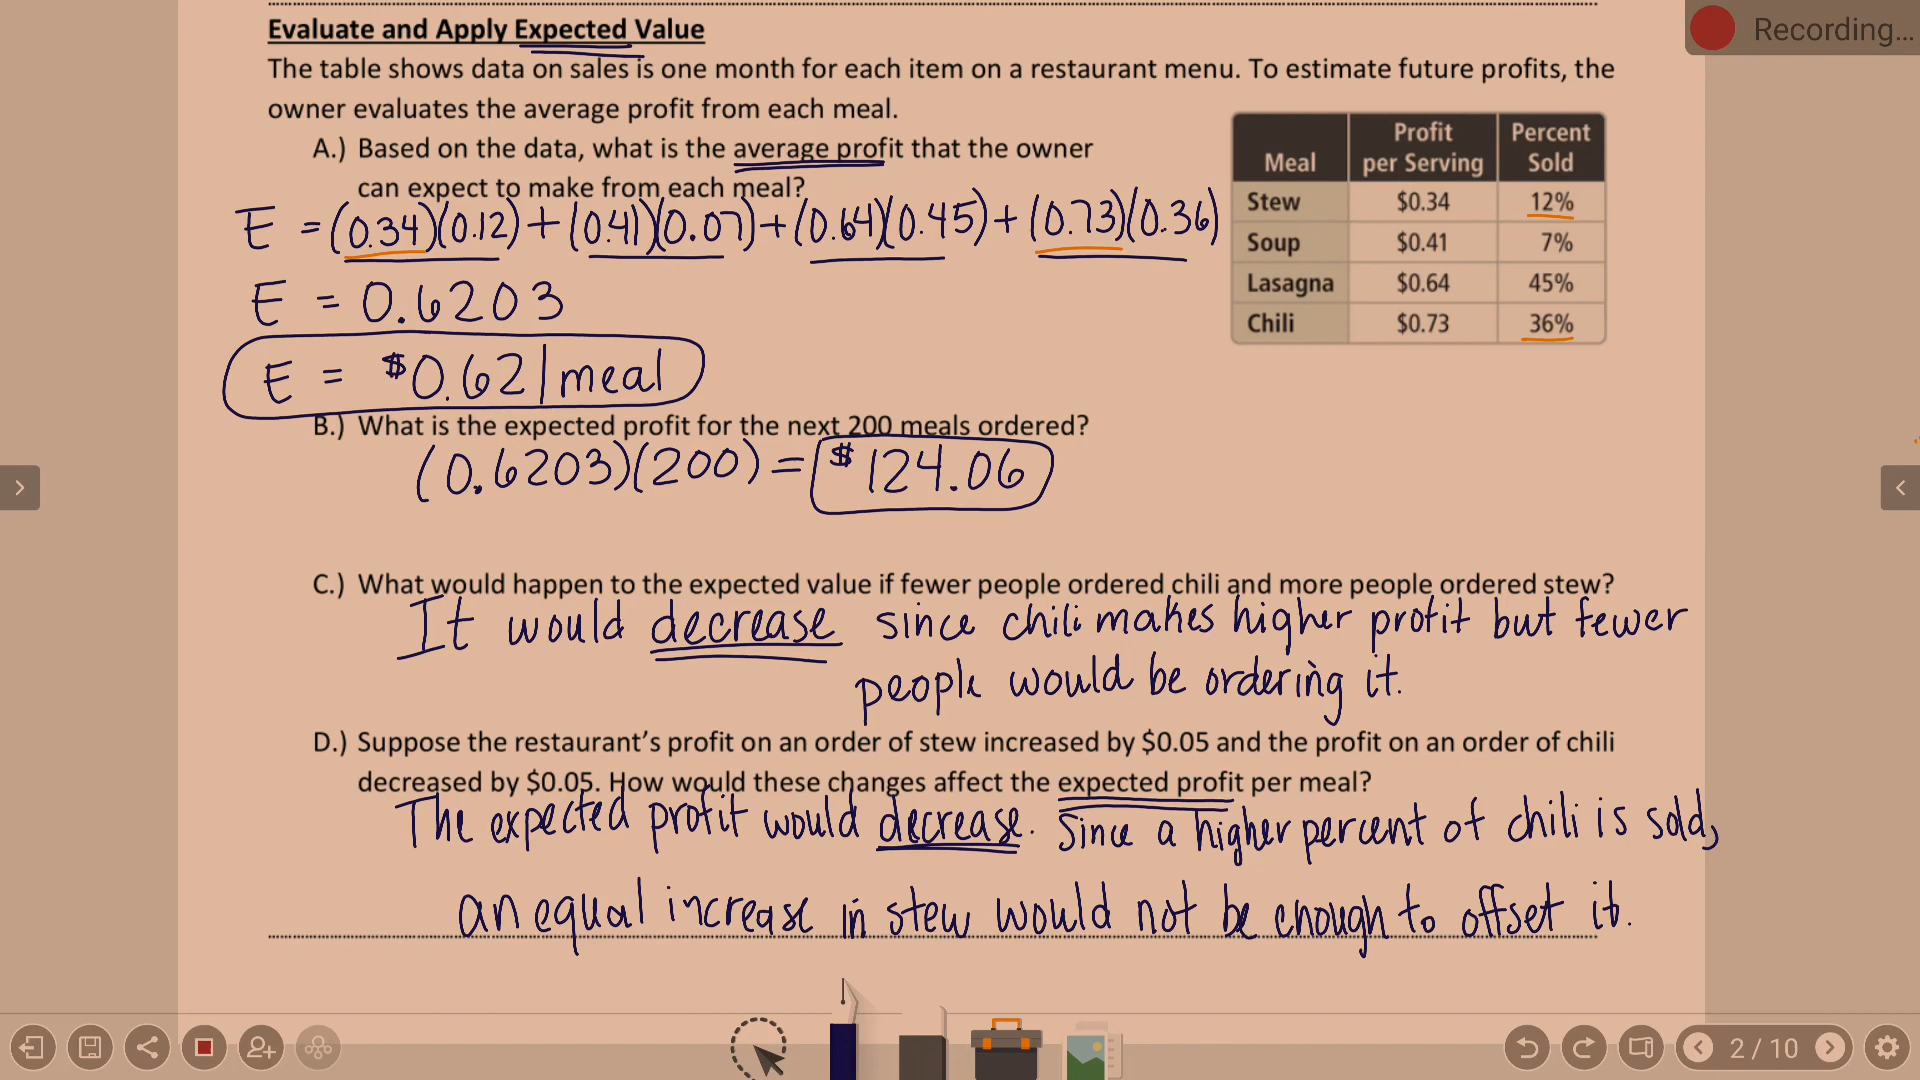 Evaluate and Apply Expected Value
Recording...
The table shows data on sales is one month for each item on a restaurant menu. To estimate future profits, the
owner evaluates the average profit from each meal.
A.) Based on the data, what is the average profit that the owner
can expect to make from each meal?
E = (0.34)(0.12) + (0.41)(0.07) + (0.64)(0.45) + (0.73)(0.36)
E = 0.6203
E = $0.62/meal
Meal Profit per Serving Percent Sold
Stew $0.34 12%
Soup $0.41 7%
Lasagna $0.64 45%
Chili $0.73 36%
B.) What is the expected profit for the next 200 meals ordered?
(0.6203)(200) = $124.06
C.) What would happen to the expected value if fewer people ordered chili and more people ordered stew?
It would decrease since chili makes higher profit but fewer
people would be ordering it.
D.) Suppose the restaurant's profit on an order of stew increased by $0.05 and the profit on an order of chili
decreased by $0.05. How would these changes affect the expected profit per meal?
The expected profit would decrease. Since a higher percent of chili is sold,
an equal increase in stew would not be enough to offset it.
2 / 10